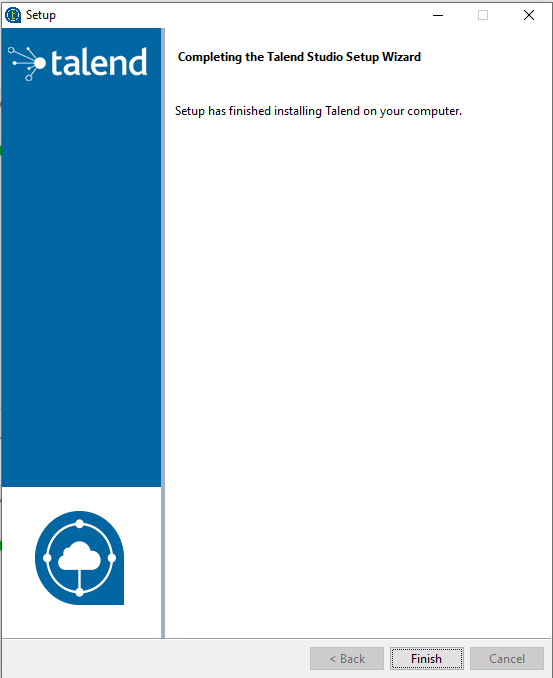 Setup
talend
Completing the Talend Studio Setup Wizard
Setup has finished installing Talend on your computer.
< Back
Finish
Cancel